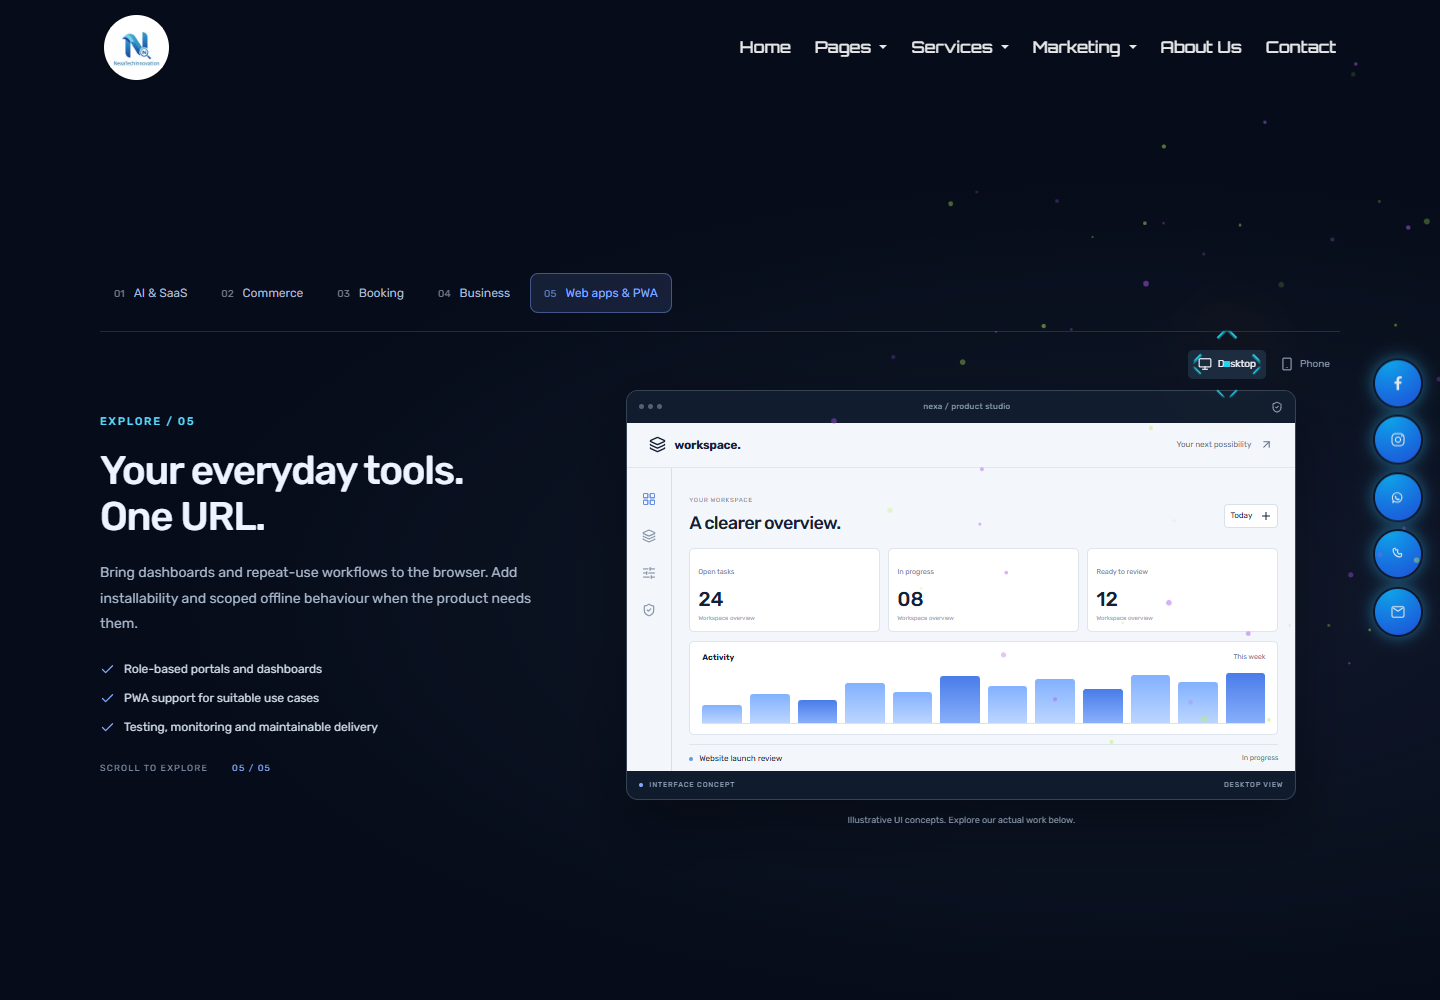 NexaTechInnovation
Home Pages Services Marketing About Us Contact
01 AI & SaaS 02 Commerce 03 Booking 04 Business 05 Web apps & PWA
Desktop Phone
EXPLORE / 05
Your everyday tools.
One URL.
Bring dashboards and repeat-use workflows to the browser. Add
installability and scoped offline behaviour when the product needs
them.
Role-based portals and dashboards
PWA support for suitable use cases
Testing, monitoring and maintainable delivery
SCROLL TO EXPLORE 05 / 05
nexa / product studio
workspace.
Your next possibility
YOUR WORKSPACE
A clearer overview.
Today
Open tasks
24
Workspace overview
In progress
08
Workspace overview
Ready to review
12
Workspace overview
Activity
This week
Website launch review
In progress
INTERFACE CONCEPT
DESKTOP VIEW
Illustrative UI concepts. Explore our actual work below.